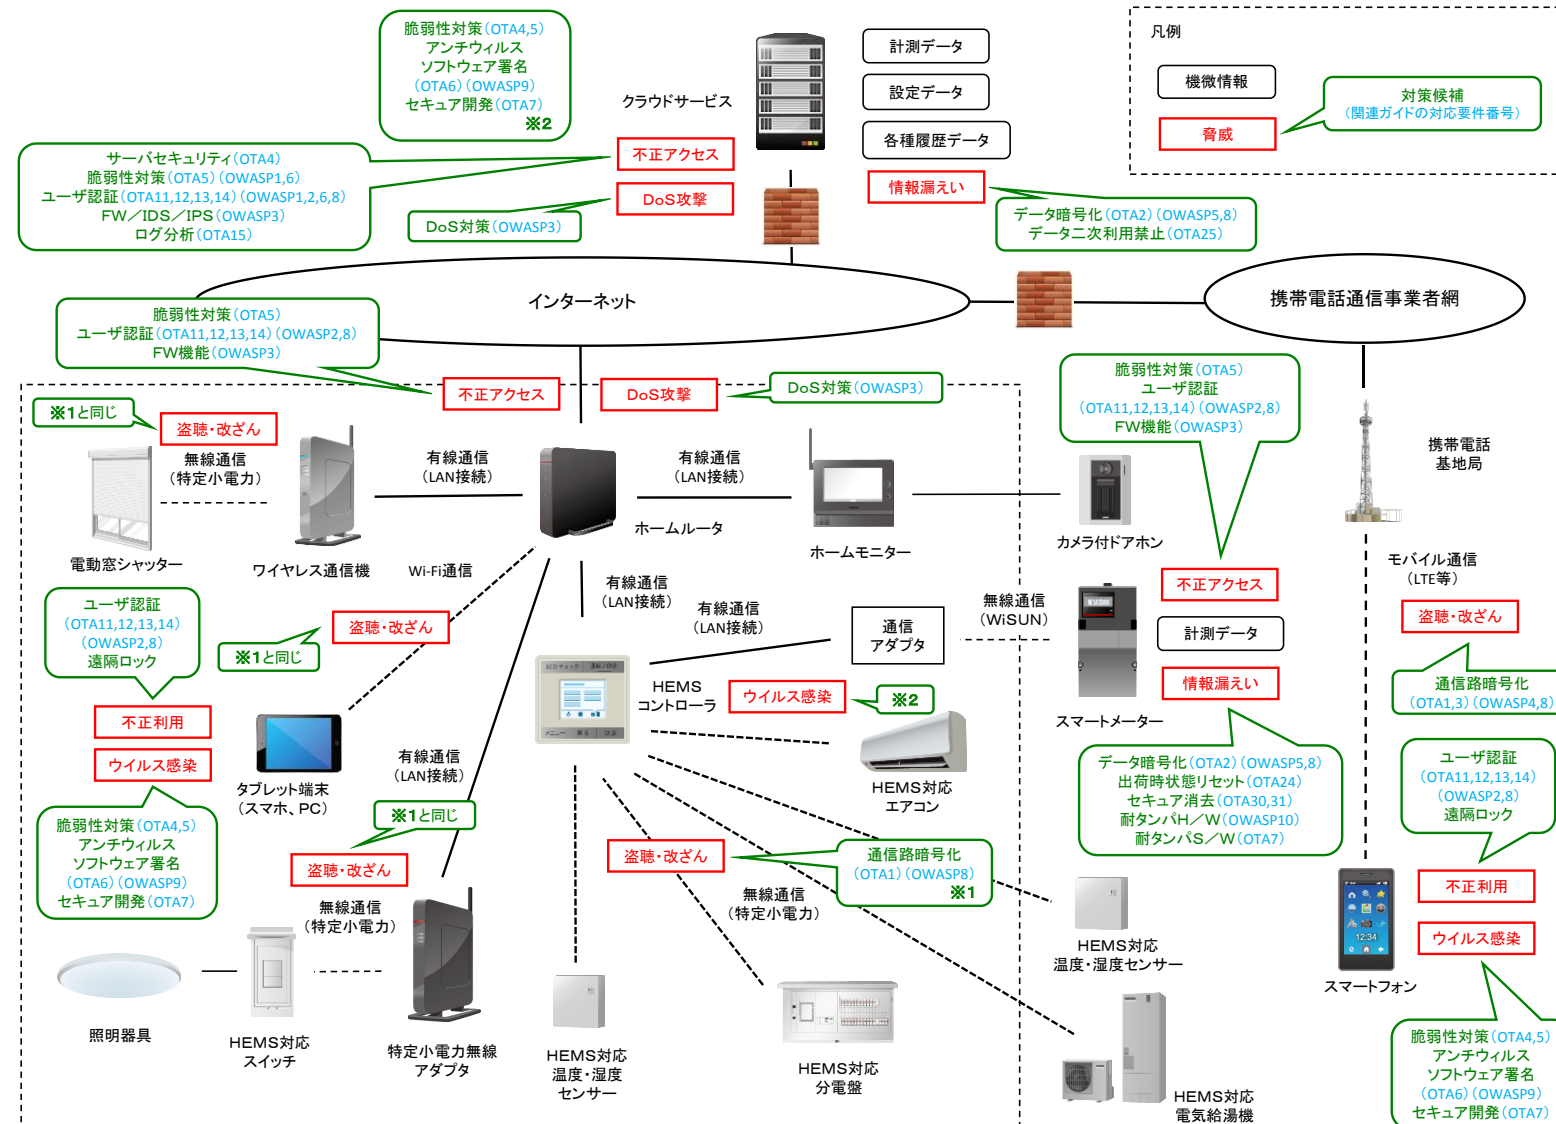 脆弱性対策(OTA4,5)
アンチウィルス
ソフトウェア署名
(OTA6)(OWASP9)
セキュア開発(OTA7)
※2
クラウドサービス
計測データ
設定データ
各種履歴データ
凡例
機微情報
脅威
対策候補
(関連ガイドの対応要件番号)
サーバセキュリティ(OTA4)
脆弱性対策(OTA5)(OWASP1,6)
ユーザ認証(OTA11,12,13,14)(OWASP1,2,6,8)
FW/IDS/IPS(OWASP3)
ログ分析(OTA15)
不正アクセス
DoS攻撃
DoS対策(OWASP3)
情報漏えい
データ暗号化(OTA2)(OWASP5,8)
データ二次利用禁止(OTA25)
インターネット
携帯電話通信事業者網
脆弱性対策(OTA5)
ユーザ認証(OTA11,12,13,14)(OWASP2,8)
FW機能(OWASP3)
不正アクセス
DoS攻撃
DoS対策(OWASP3)
脆弱性対策(OTA5)
ユーザ認証
(OTA11,12,13,14)(OWASP2,8)
FW機能(OWASP3)
※1と同じ
盗聴・改ざん
無線通信
(特定小電力)
有線通信
(LAN接続)
有線通信
(LAN接続)
携帯電話
基地局
電動窓シャッター
ワイヤレス通信機
Wi-Fi通信
ホームルータ
ホームモニター
カメラ付ドアホン
モバイル通信
(LTE等)
ユーザ認証
(OTA11,12,13,14)
(OWASP2,8)
遠隔ロック
※1と同じ
盗聴・改ざん
有線通信
(LAN接続)
有線通信
(LAN接続)
通信
アダプタ
無線通信
(WiSUN)
不正アクセス
計測データ
情報漏えい
スマートメーター
盗聴・改ざん
通信路暗号化
(OTA1,3)(OWASP4,8)
不正利用
ウイルス感染
タブレット端末
(スマホ、PC)
有線通信
(LAN接続)
ECOチェック
メニュー
戻る
決定
HEMS
コントローラ
ウイルス感染
※2
HEMS対応
エアコン
データ暗号化(OTA2)(OWASP5,8)
出荷時状態リセット(OTA24)
セキュア消去(OTA30,31)
耐タンパH/W(OWASP10)
耐タンパS/W(OTA7)
ユーザ認証
(OTA11,12,13,14)
(OWASP2,8)
遠隔ロック
脆弱性対策(OTA4,5)
アンチウィルス
ソフトウェア署名
(OTA6)(OWASP9)
セキュア開発(OTA7)
※1と同じ
盗聴・改ざん
無線通信
(特定小電力)
盗聴・改ざん
通信路暗号化
(OTA1)(OWASP8)
※1
無線通信
(特定小電力)
12:34
不正利用
ウイルス感染
スマートフォン
照明器具
HEMS対応
スイッチ
特定小電力無線
アダプタ
HEMS対応
温度・湿度
センサー
HEMS対応
分電盤
HEMS対応
温度・湿度センサー
HEMS対応
電気給湯機
脆弱性対策(OTA4,5)
アンチウィルス
ソフトウェア署名
(OTA6)(OWASP9)
セキュア開発(OTA7)